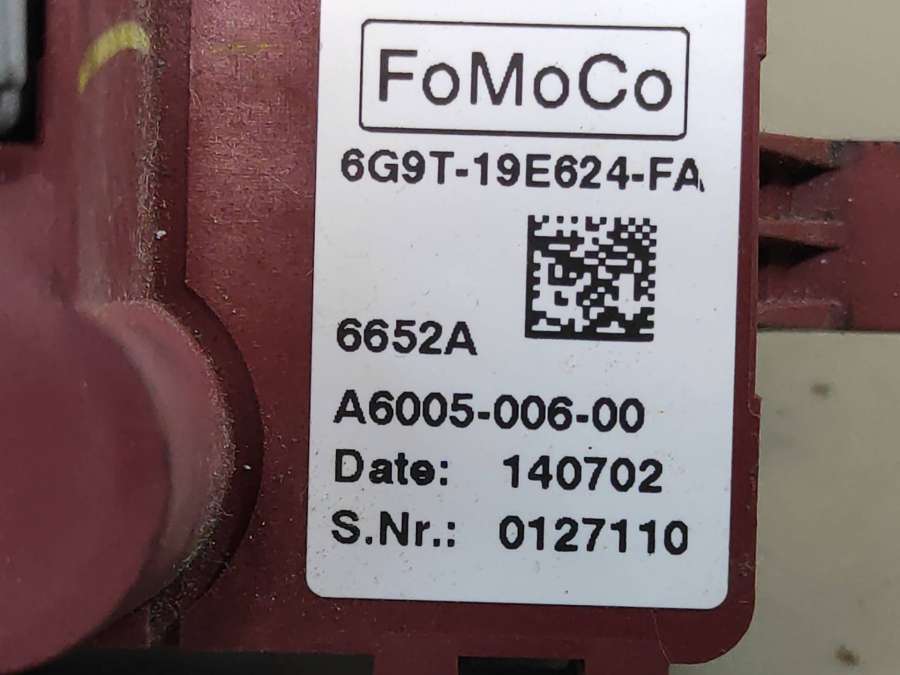 FoMoCo
6G9T-19E624-FA
6652A
A6005-006-00
Date: 140702
S.Nr.: 0127110